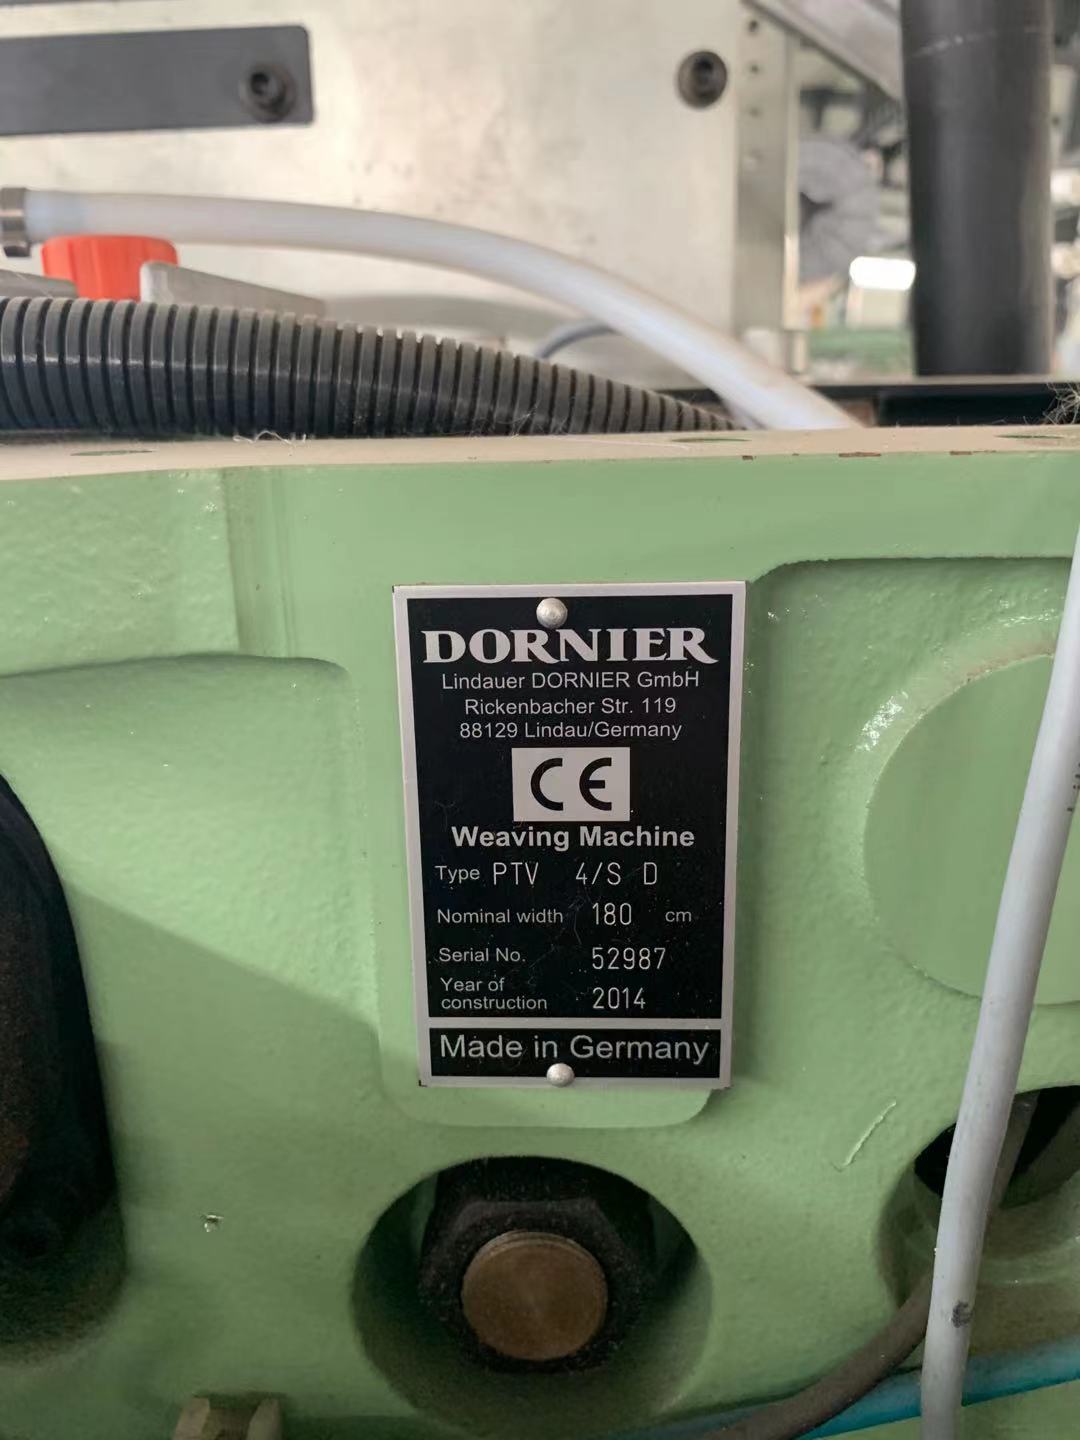 DORNIER
Lindauer DORNIER GmbH
Rickenbacher Str. 119
88129 Lindau/Germany
CE
Weaving Machine
Type PTV 4/S D
Nominal width 180 cm
Serial No. 52987
Year of
construction 2014
Made in Germany